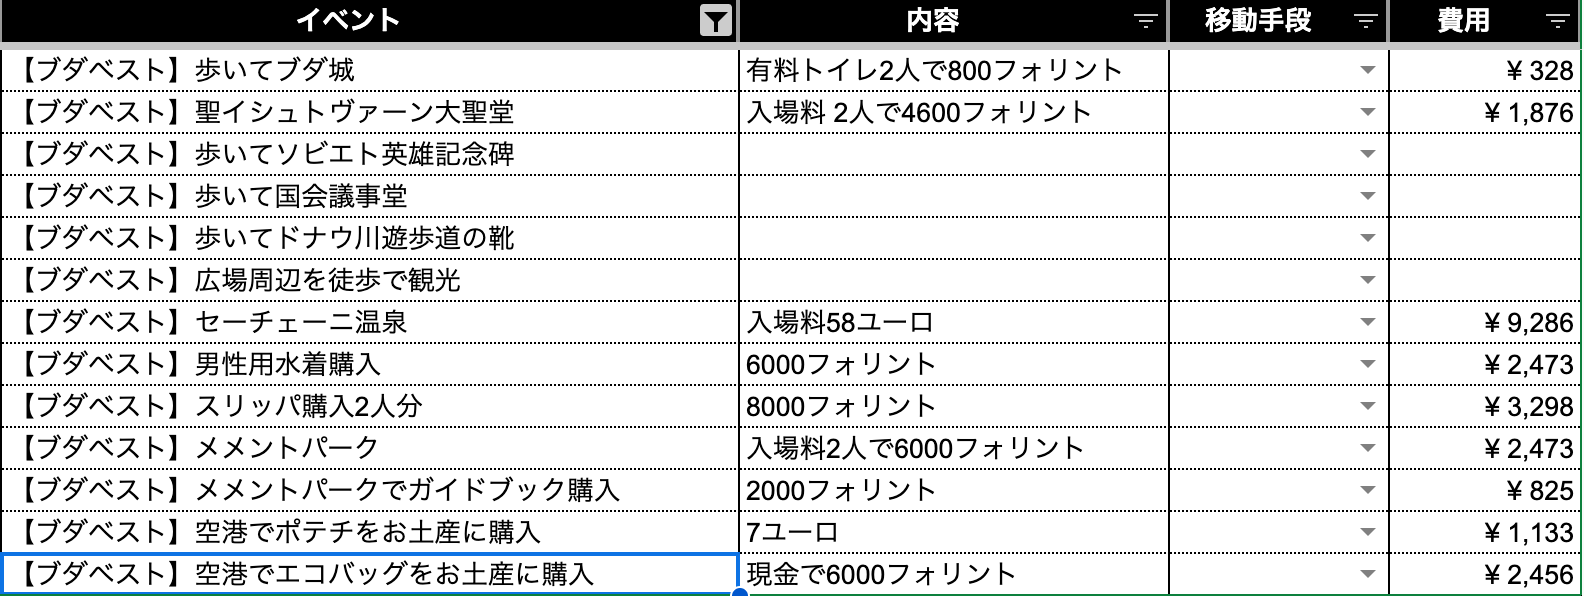 イベント 内容 移動手段 費用
【ブダベスト】歩いてブダ城 有料トイレ2人で800フォリント ¥ 328
【ブダベスト】聖イシュトヴァーン大聖堂 入場料 2人で4600フォリント ¥ 1,876
【ブダベスト】歩いてソビエト英雄記念碑
【ブダベスト】歩いて国会議事堂
【ブダベスト】歩いてドナウ川遊歩道の靴
【ブダベスト】広場周辺を徒歩で観光
【ブダベスト】セーチェーニ温泉 入場料58ユーロ ¥ 9,286
【ブダベスト】男性用水着購入 6000フォリント ¥ 2,473
【ブダベスト】スリッパ購入2人分 8000フォリント ¥ 3,298
【ブダベスト】メメントパーク 入場料2人で6000フォリント ¥ 2,473
【ブダベスト】メメントパークでガイドブック購入 2000フォリント ¥ 825
【ブダベスト】空港でポテチをお土産に購入 7ユーロ ¥ 1,133
【ブダベスト】空港でエコバッグをお土産に購入 現金で6000フォリント ¥ 2,456